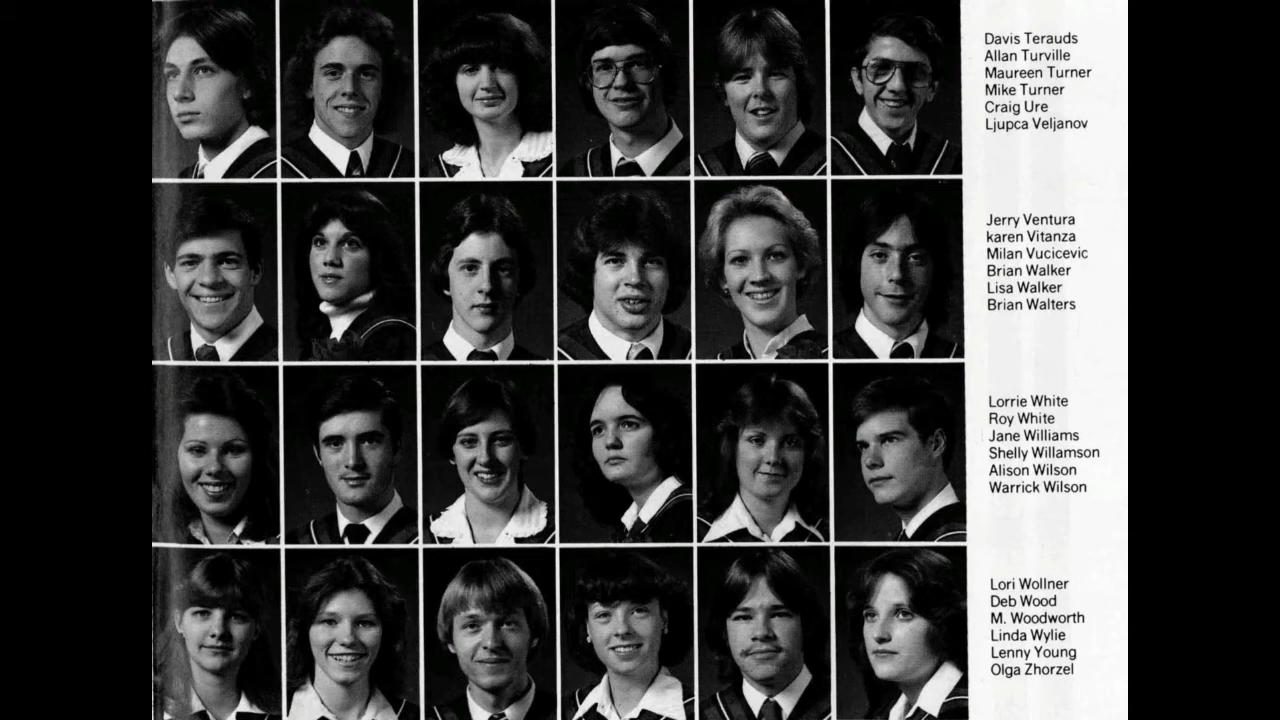 Davis Terauds
Allan Turville
Maureen Turner
Mike Turner
Craig Ure
Ljupca Veljanov
Jerry Ventura
karen Vitanza
Milan Vucicevic
Brian Walker
Lisa Walker
Brian Walters
Lorrie White
Roy White
Jane Williams
Shelly Willamson
Alison Wilson
Warrick Wilson
Lori Wollner
Deb Wood
M. Woodworth
Linda Wylie
Lenny Young
Olga Zhorzel